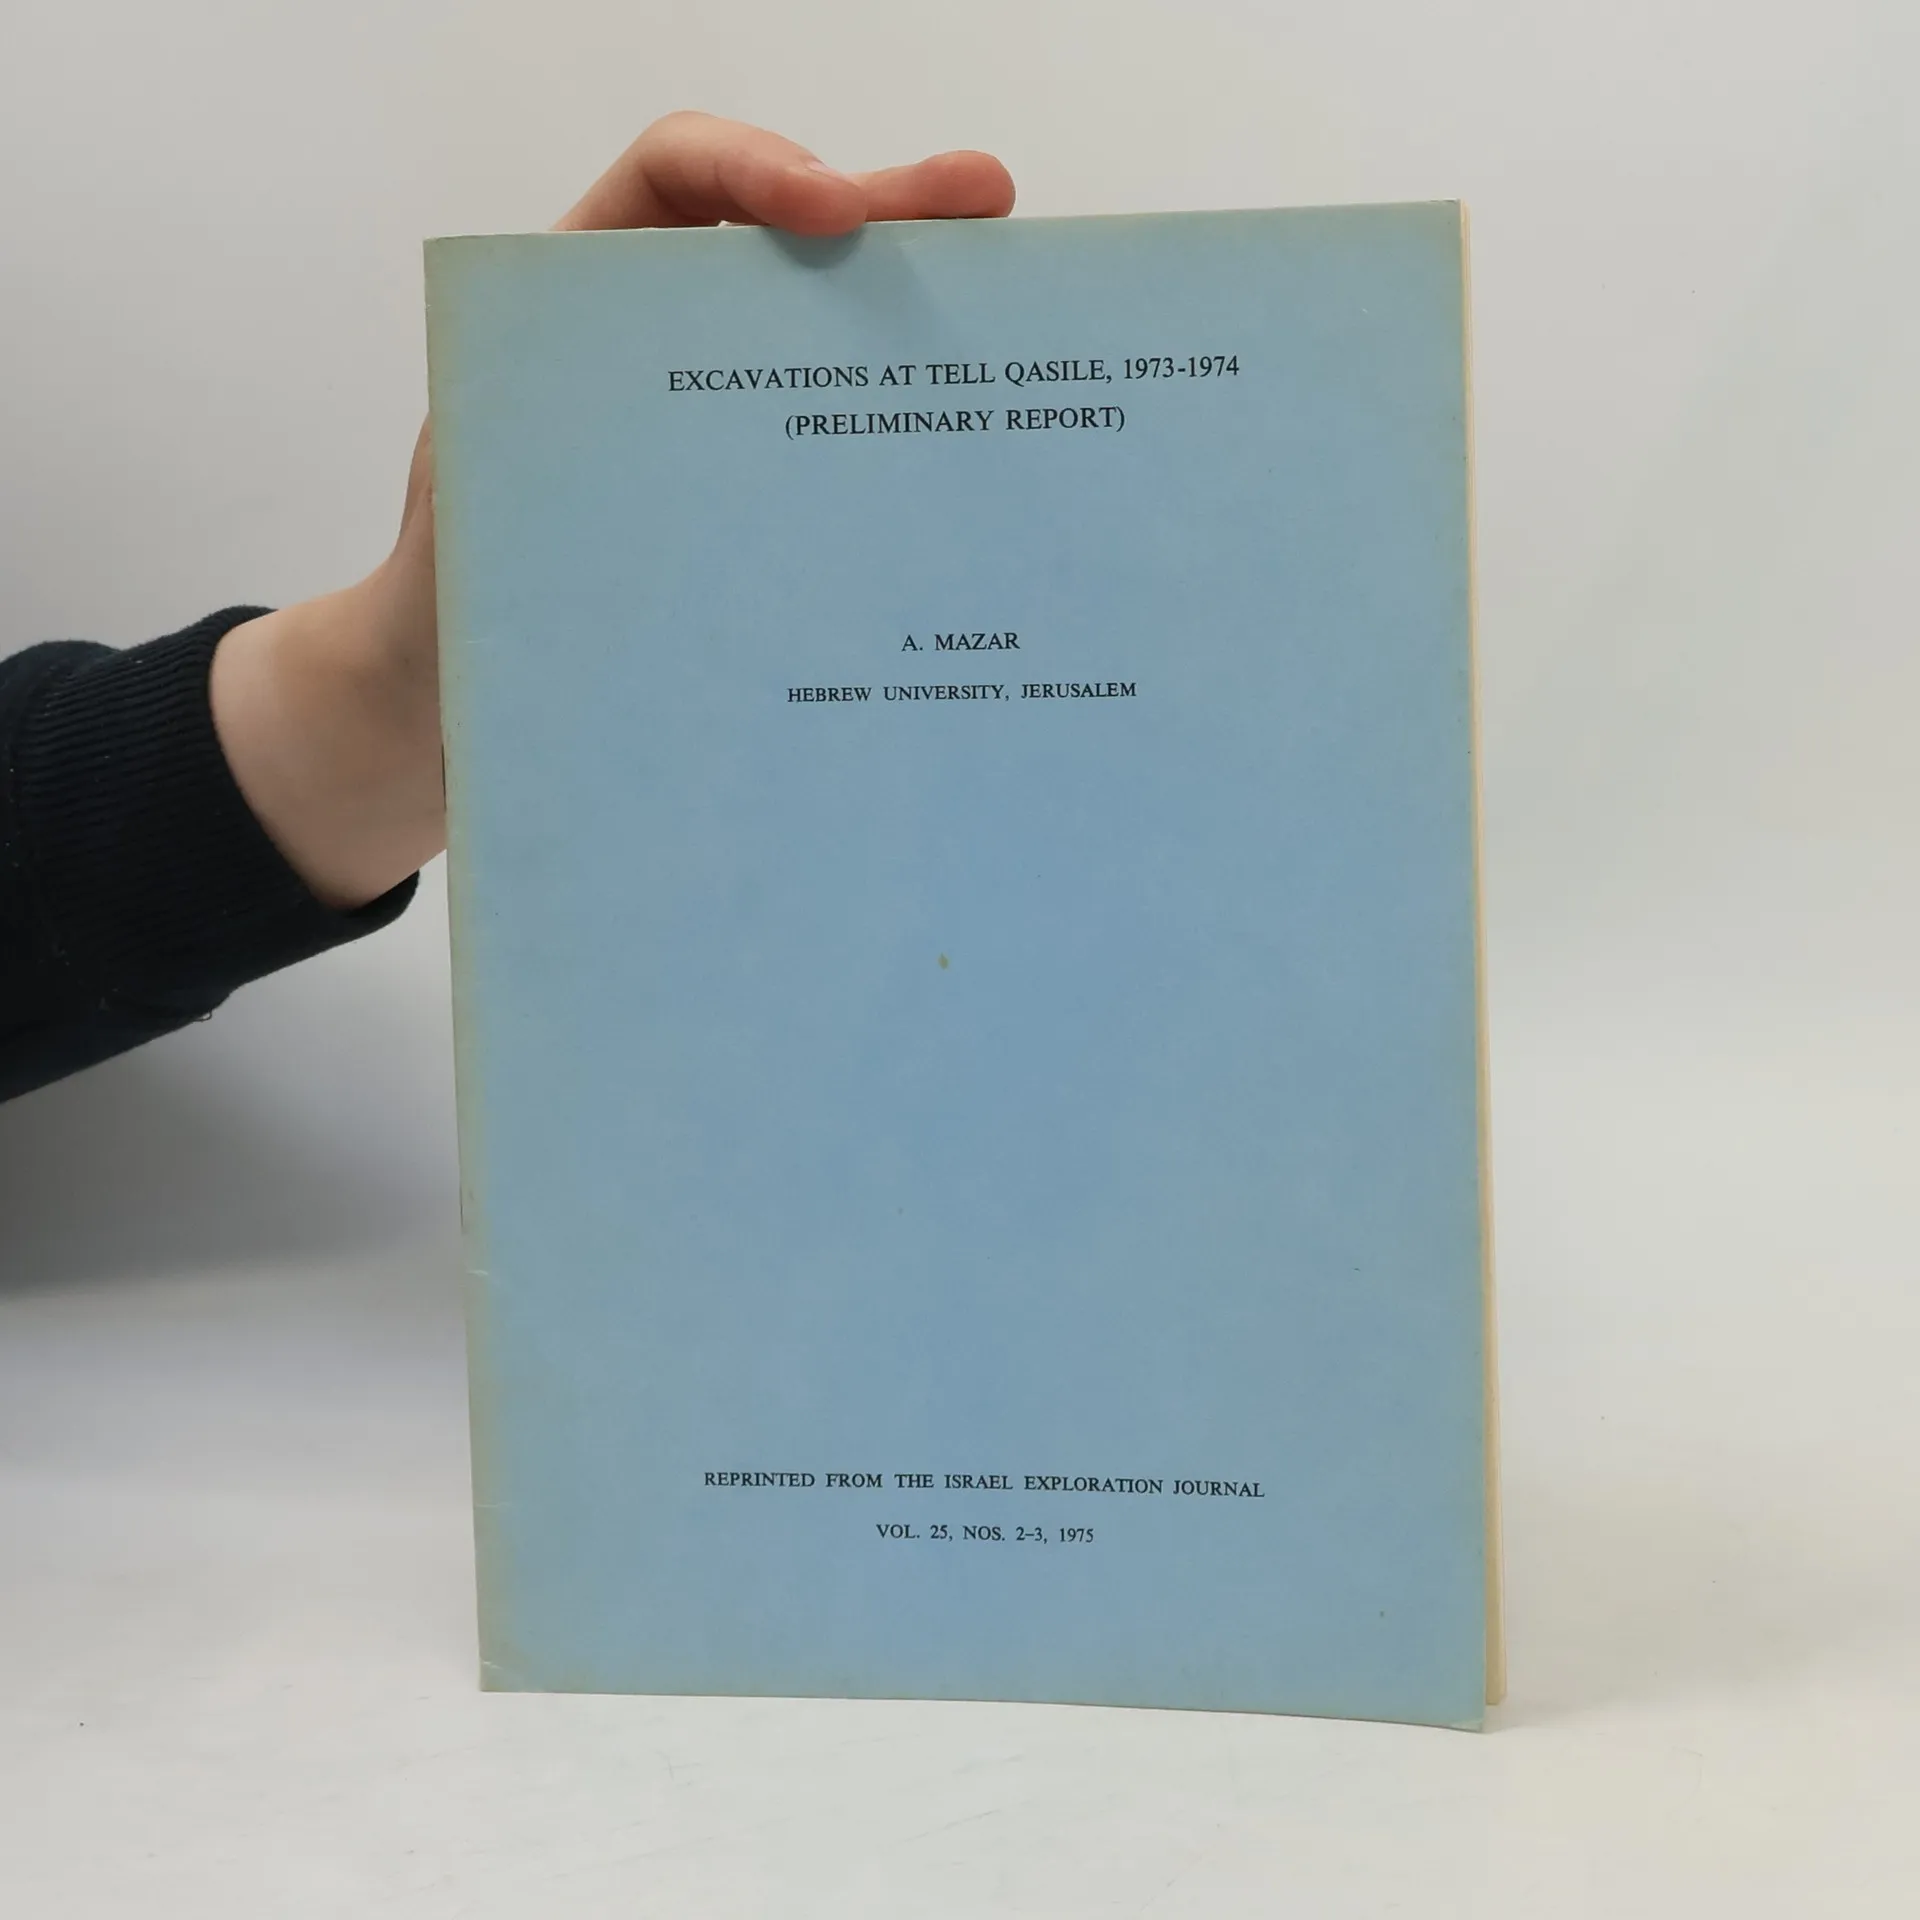 EXCAVATIONS AT TELL QASILE, 1973-1974
(PRELIMINARY REPORT)
A. MAZAR
HEBREW UNIVERSITY, JERUSALEM
REPRINTED FROM THE ISRAEL EXPLORATION JOURNAL
VOL. 25, NOS. 2–3, 1975